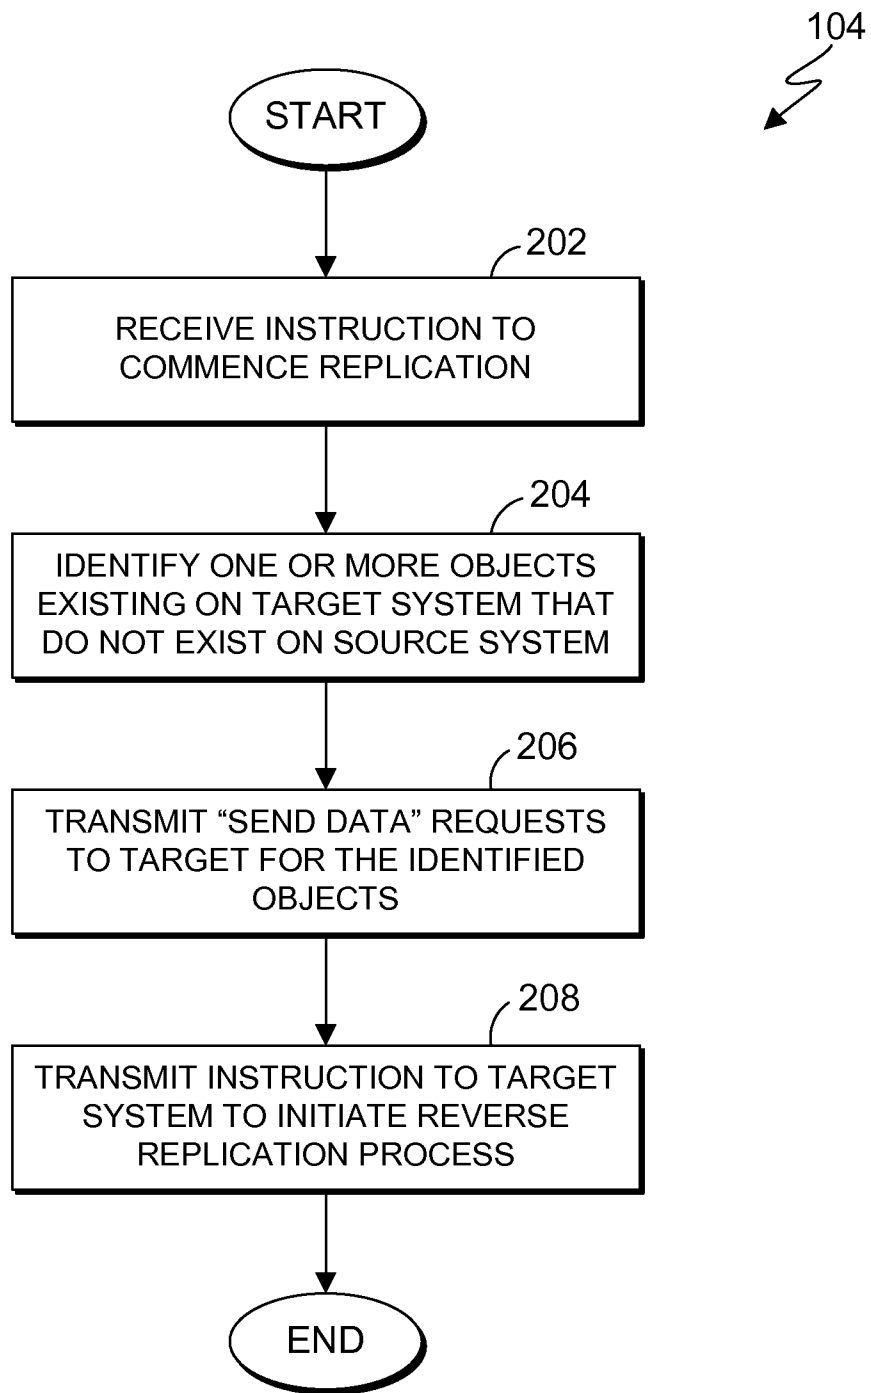 104
START
202
RECEIVE INSTRUCTION TO
COMMENCE REPLICATION
204
IDENTIFY ONE OR MORE OBJECTS
EXISTING ON TARGET SYSTEM THAT
DO NOT EXIST ON SOURCE SYSTEM
206
TRANSMIT “SEND DATA” REQUESTS
TO TARGET FOR THE IDENTIFIED
OBJECTS
208
TRANSMIT INSTRUCTION TO TARGET
SYSTEM TO INITIATE REVERSE
REPLICATION PROCESS
END